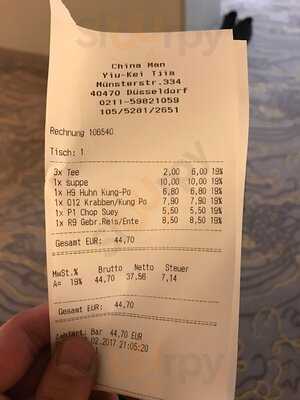 China Man
Yiu-Kei Tjia
Münsterstr.334
40470 Düsseldorf
0211-59821059
105/5281/2651
Rechnung 106540
Tisch: 1
3x Tee 2,00 6,00 19%
1x suppe 10,00 10,00 19%
1x H9 Huhn Kung-Po 6,80 6,80 19%
1x O12 Krabben/Kung Po 7,90 7,90 19%
1x P1 Chop Suey 5,50 5,50 19%
1x R9 Gebr.Reis/Ente 8,50 8,50 19%
Gesamt EUR: 44,70
MwSt.% Brutto Netto Steuer
A= 19% 44,70 37,56 7,14
Gesamt EUR: 44,70
Bar 44,70 EUR
02.2017 21:05:20